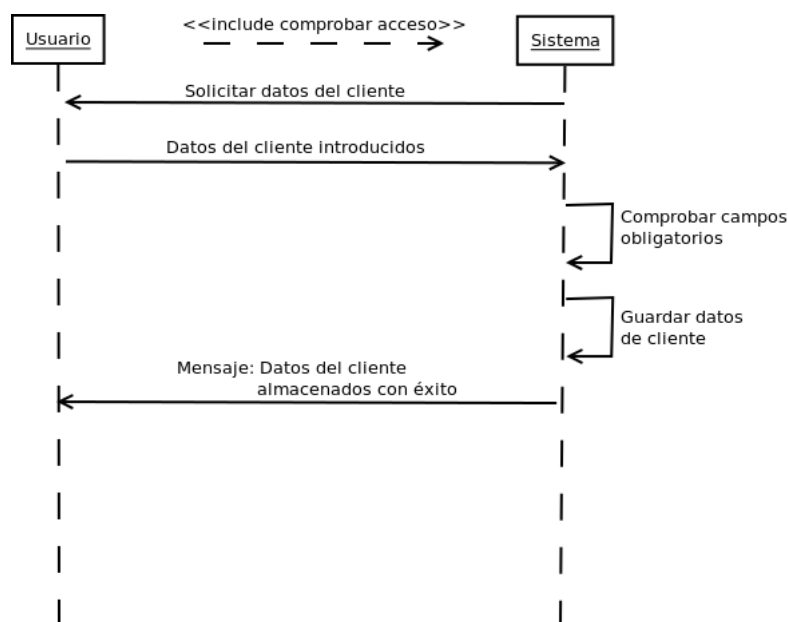 <<include comprobar acceso>>
Usuario
Sistema
Solicitar datos del cliente
Datos del cliente introducidos
Comprobar campos
obligatorios
Guardar datos
de cliente
Mensaje: Datos del cliente
almacenados con éxito